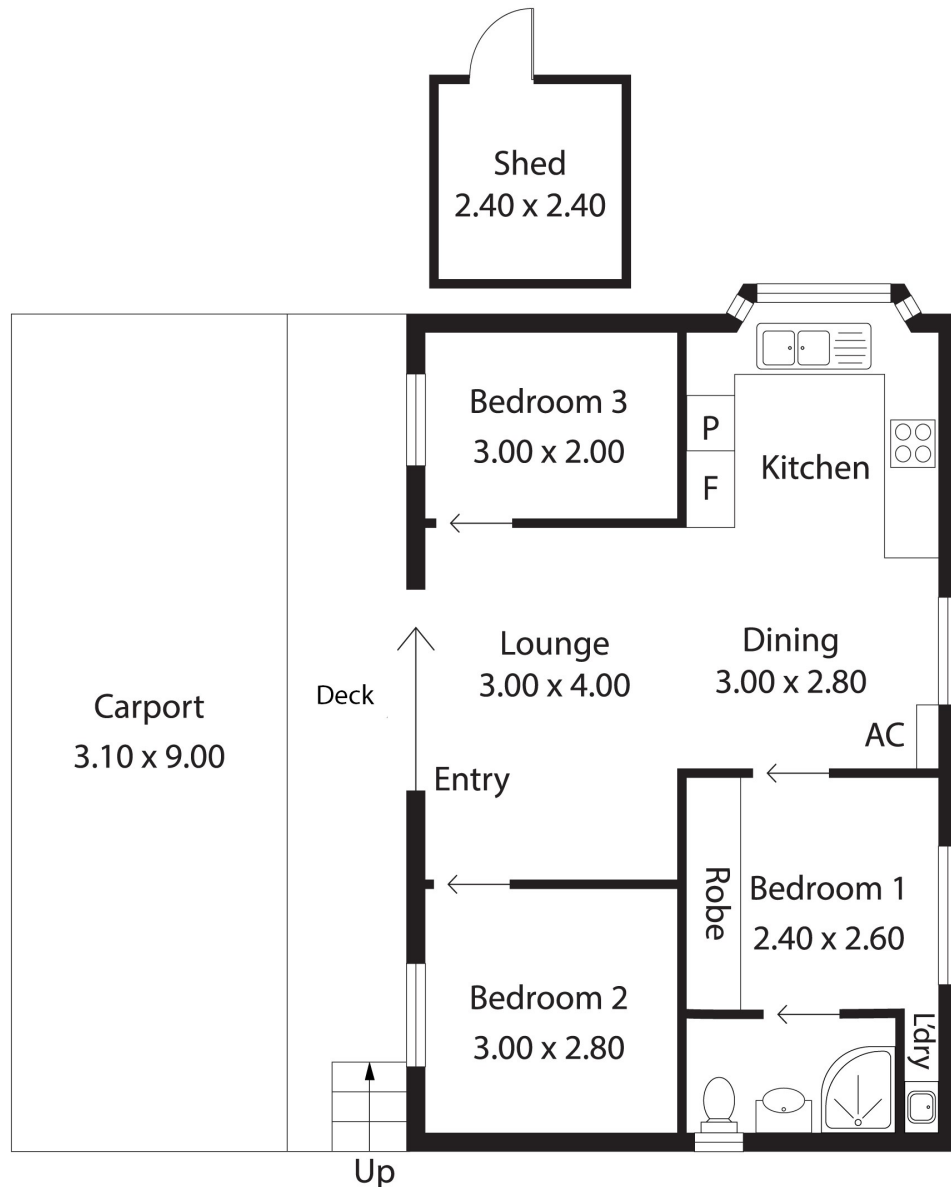 Shed
2.40 x 2.40
Bedroom 3
3.00 x 2.00
P
F
Kitchen
Lounge
3.00 x 4.00
Dining
3.00 x 2.80
Carport
3.10 x 9.00
Deck
AC
Entry
Robe
Bedroom 1
2.40 x 2.60
Bedroom 2
3.00 x 2.80
L'dry
Up